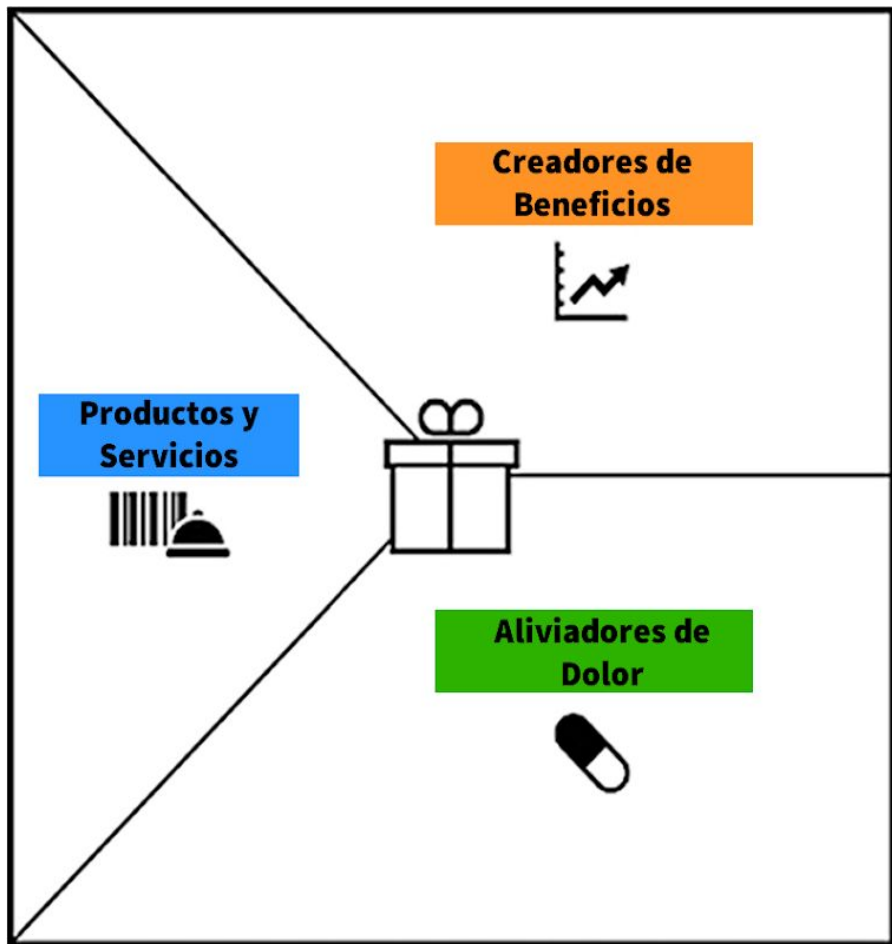 Creadores de
Beneficios
Productos y
Servicios
Aliviadores de
Dolor